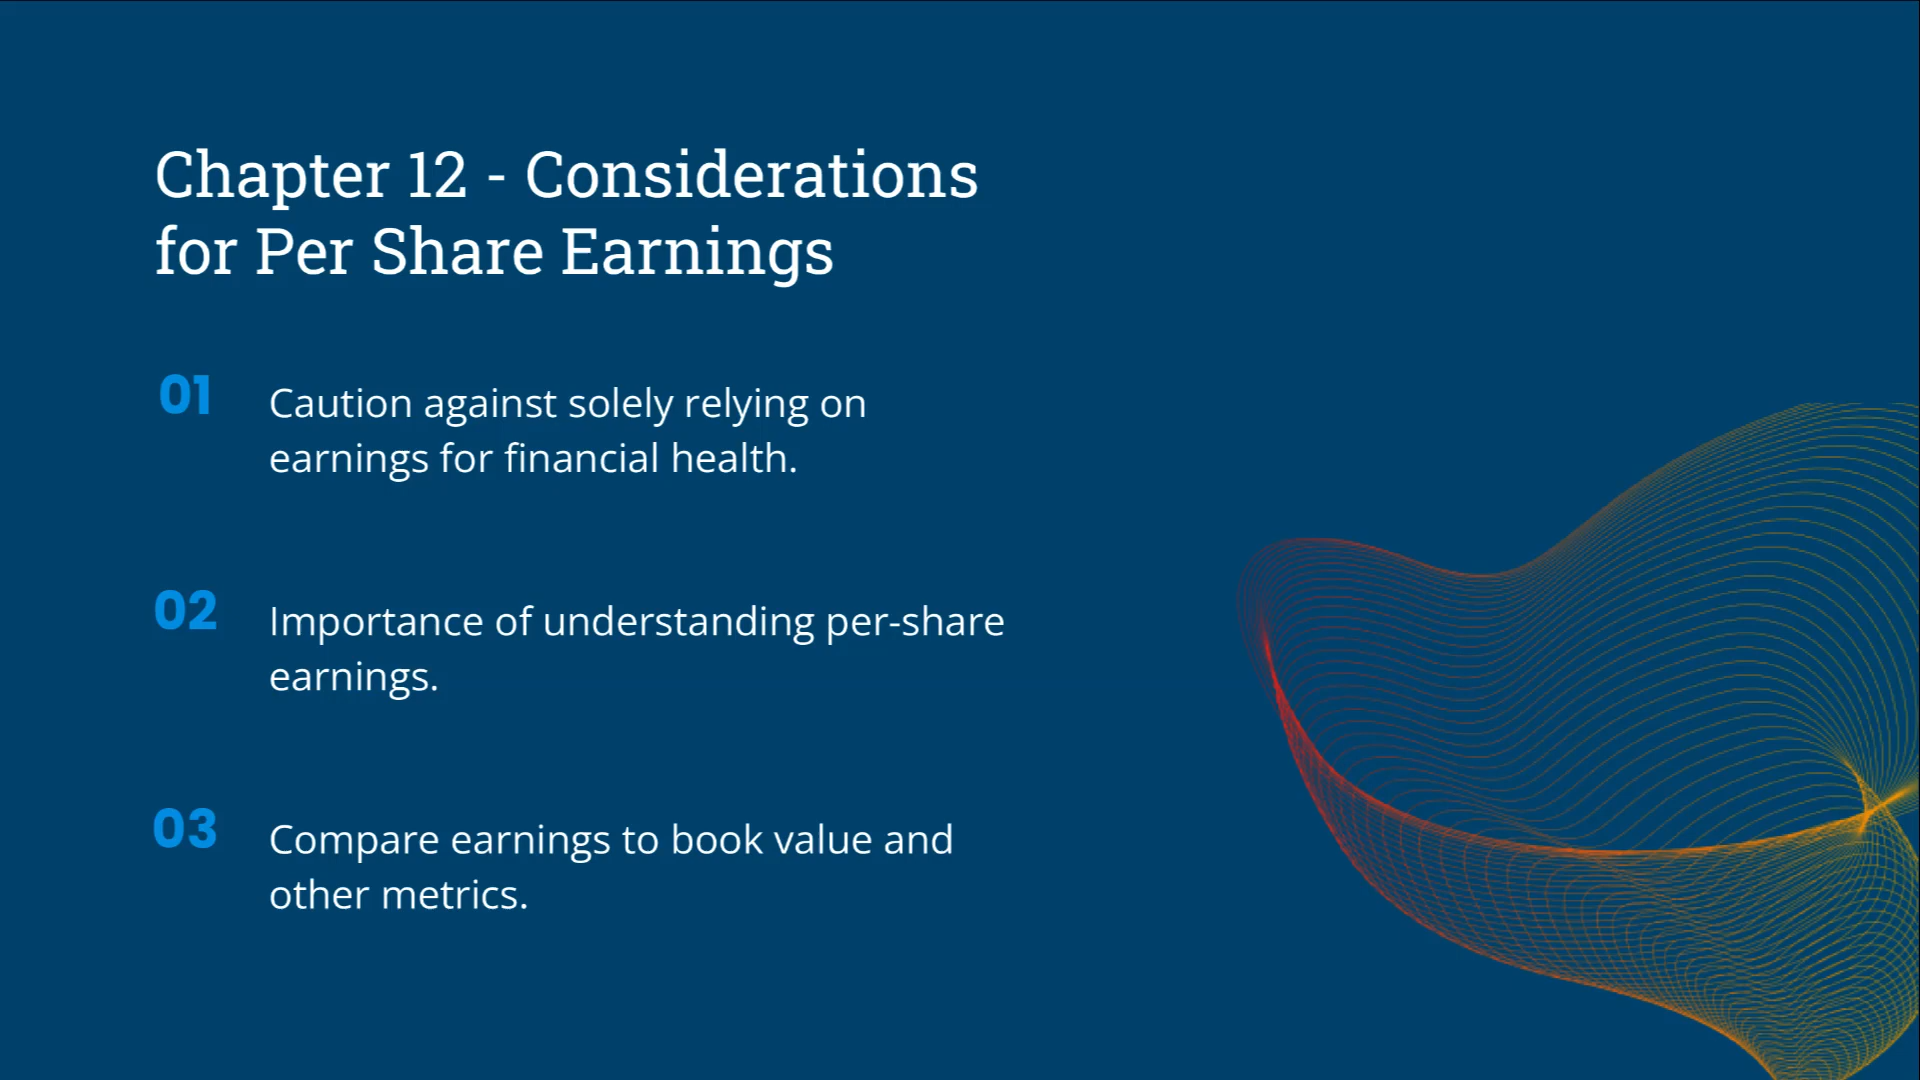 Chapter 12 - Considerations
for Per Share Earnings
01
Caution against solely relying on
earnings for financial health.
02
Importance of understanding per-share
earnings.
03
Compare earnings to book value and
other metrics.